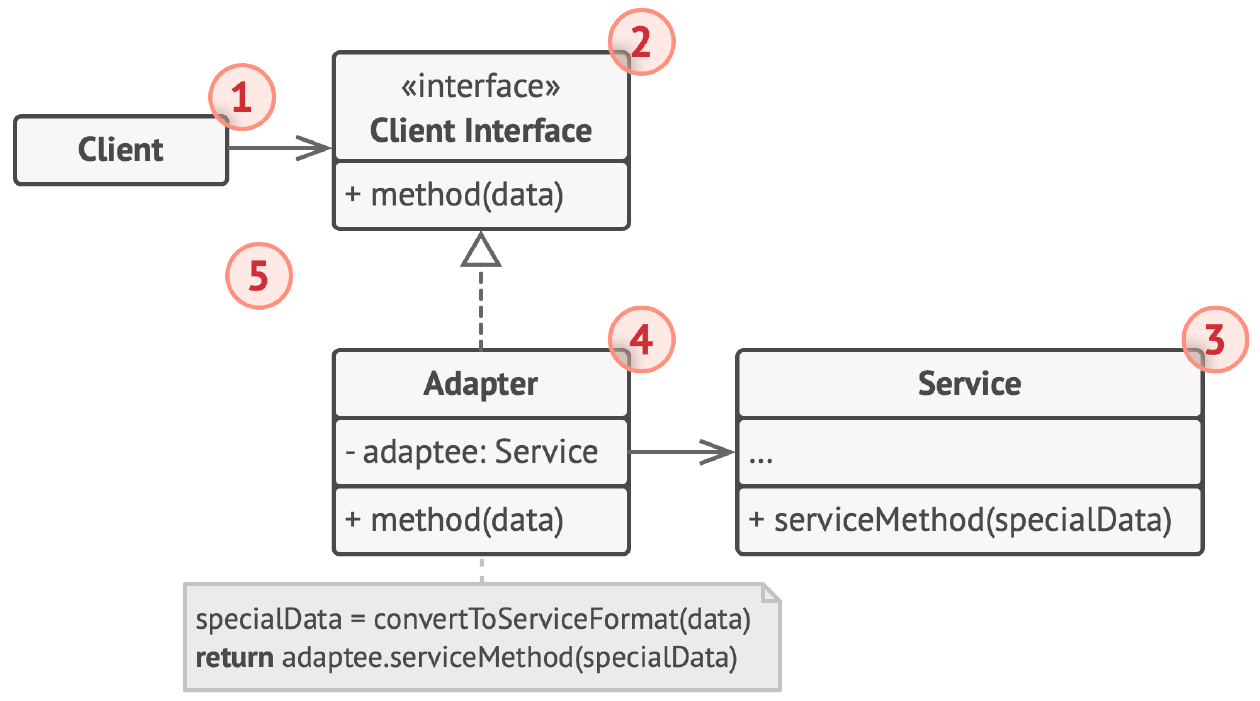 1
Client
2
«interface»
Client Interface
+ method(data)
5
4
Adapter
- adaptee: Service
+ method(data)
3
Service
...
+ serviceMethod(specialData)
specialData = convertToServiceFormat(data)
return adaptee.serviceMethod(specialData)